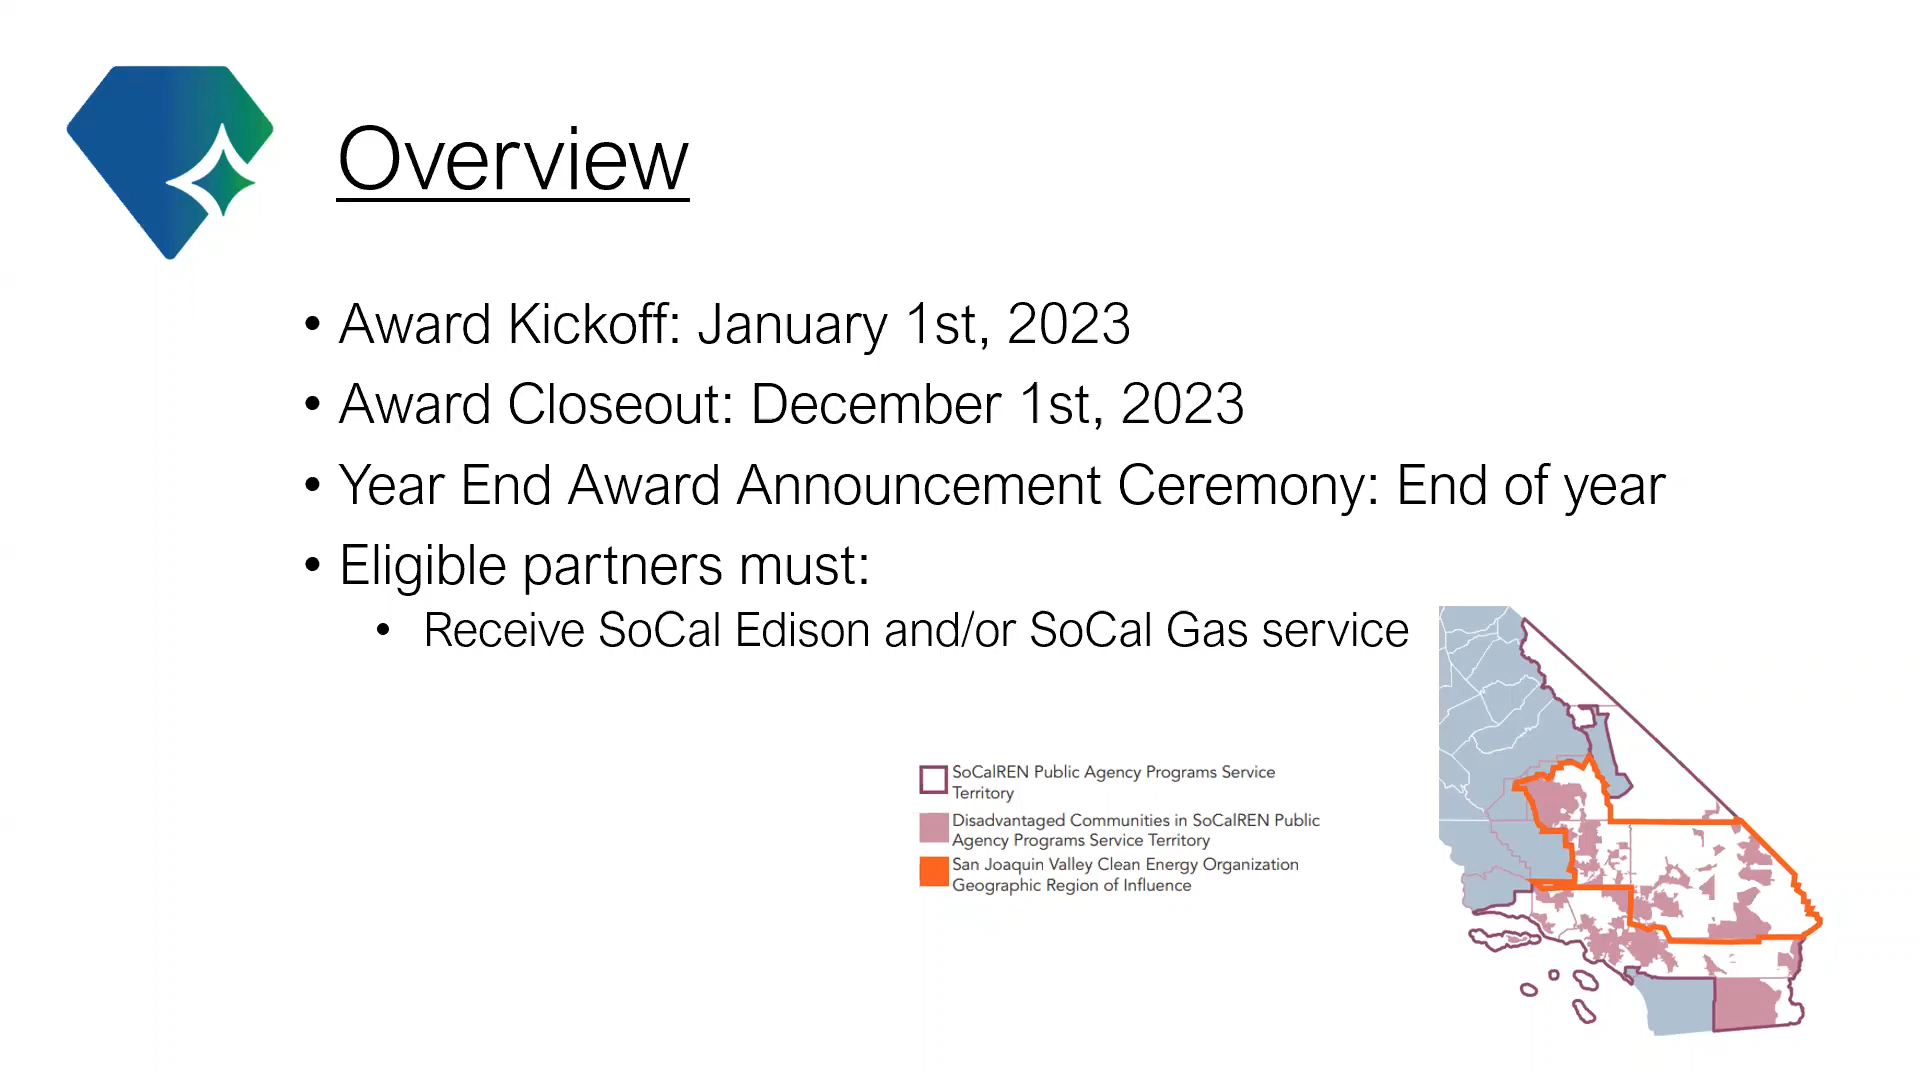 Overview
• Award Kickoff: January 1st, 2023
• Award Closeout: December 1st, 2023
• Year End Award Announcement Ceremony: End of year
• Eligible partners must:
• Receive SoCal Edison and/or SoCal Gas service
SoCalREN Public Agency Programs Service
Territory
Disadvantaged Communities in SoCalREN Public
Agency Programs Service Territory
San Joaquin Valley Clean Energy Organization
Geographic Region of Influence